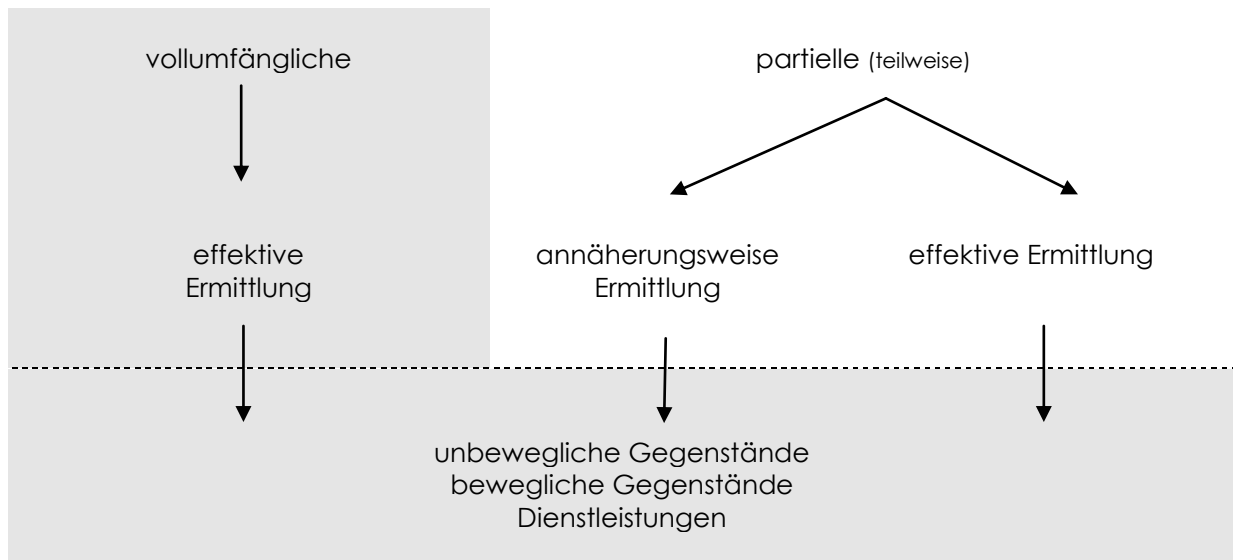 vollumfängliche
partielle (teilweise)
effektive
Ermittlung
annäherungsweise
Ermittlung
effektive Ermittlung
unbewegliche Gegenstände
bewegliche Gegenstände
Dienstleistungen